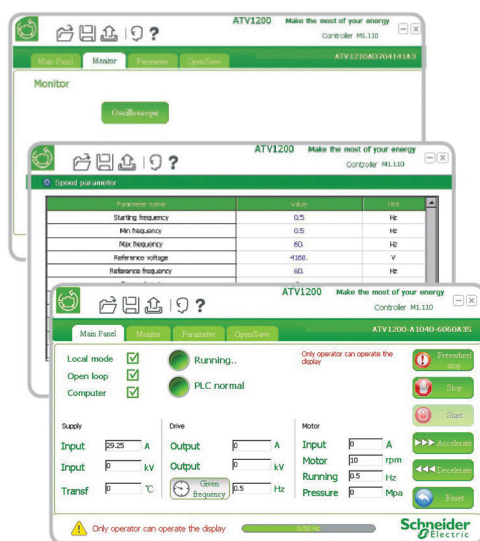 ATV1200 Make the most of your energy
Controller M1.110
Main Panel Monitor Parameter Open/Save
Monitor
Oscilloscope
ATV1200 Make the most of your energy
Controller M1.110
Speed parameter
Parameter name Value Unit
Starting frequency 0.5 Hz
Min frequency 0.5 Hz
Max frequency 60. Hz
Reference voltage 4160. V
Reference frequency 60. Hz
ATV1200 Make the most of your energy
Controller M1.110
Main Panel Monitor Parameter Open/Save ATV1200-A1040-6060A3S
Local mode Running.. Only operator can operate the
display
Freewheel
stop
Open loop
Computer PLC normal
Stop
Start
Supply Drive Motor
Input 29.25 A Output 0 A Input 0 A
Accelerate
Input 0 kV Output 0 kV Motor 10 rpm
Running 0.5 Hz
Decelerate
Transf 0 °C Given
frequency 0.5 Hz Pressure 0 Mpa
Reset
Only operator can operate the display 0.50 Hz
Schneider
Electric